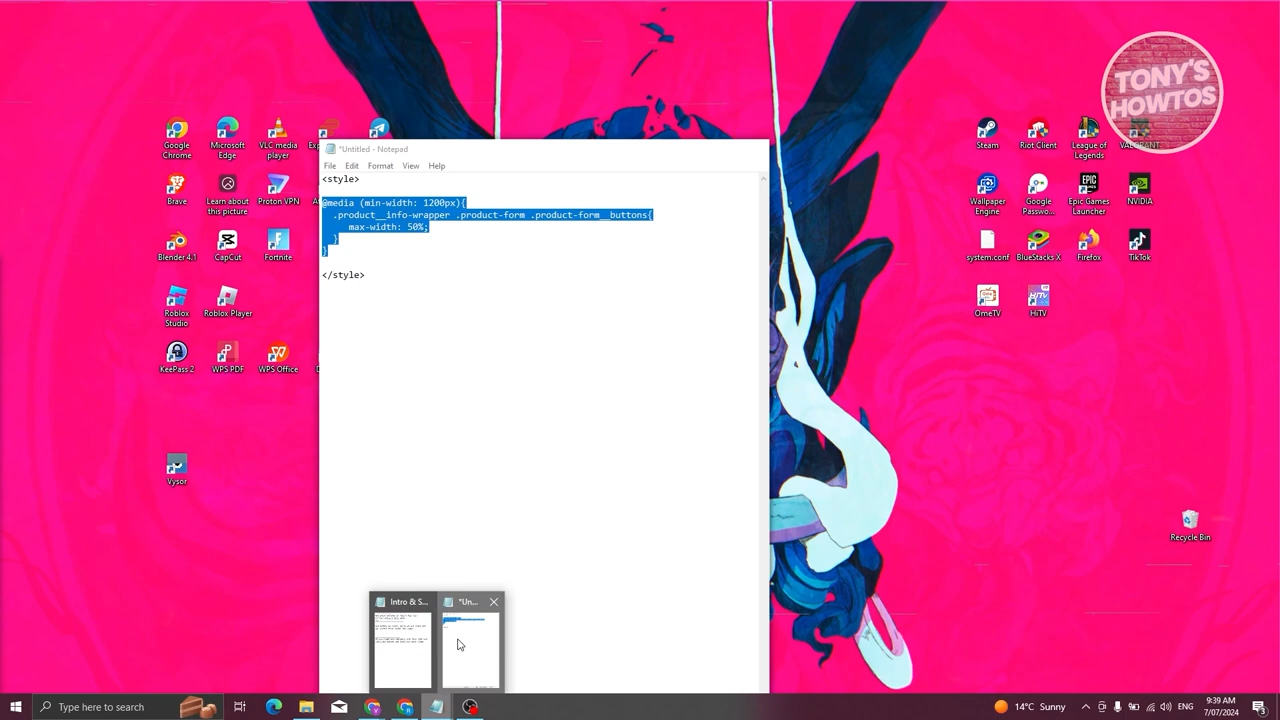 TONY'S
HOWTOS
Google
Chrome
Microsoft
Edge
VLC media
player
Steam
Riot Client
League of
Legends
VALORANT
*Untitled - Notepad
File Edit Format View Help
<style>
@media (min-width: 1200px){
.product__info-wrapper .product-form .product-form__buttons{
max-width: 50%;
}
}
</style>
Brave
Learn about
this picture
Proton VPN
Wallpaper
Engine
Google
Passwo...
Epic Games
Launcher
NVIDIA
Blender 4.1
CapCut
Fortnite
system.conf
BlueStacks X
Firefox
TikTok
Roblox
Studio
Roblox Player
OmeTV
HiTV
KeePass 2
WPS PDF
WPS Office
Vysor
Recycle Bin
Intro & S...
*Un...
Type here to search
14°C Sunny
ENG
9:39 AM
7/07/2024